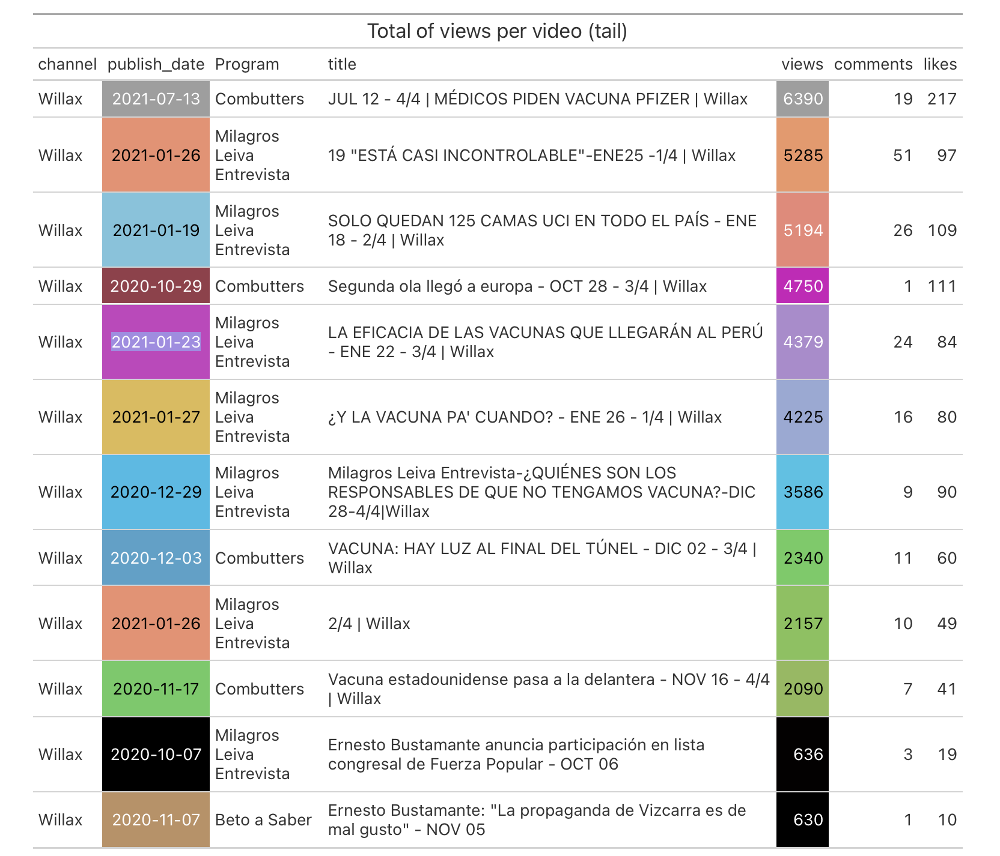 Total of views per video (tail)
channel publish_date Program title views comments likes
Willax 2021-07-13 Combutters JUL 12 - 4/4 | MÉDICOS PIDEN VACUNA PFIZER | Willax 6390 19 217
Milagros
Willax 2021-01-26 Leiva 19 "ESTÁ CASI INCONTROLABLE"-ENE25 -1/4 | Willax 5285 51 97
Entrevista
Milagros
SOLO QUEDAN 125 CAMAS UCI EN TODO EL PAÍS - ENE
Willax 2021-01-19 Leiva 5194 26 109
18 - 2/4 | Willax
Entrevista
Willax 2020-10-29 Combutters Segunda ola llegó a europa - OCT 28 - 3/4 | Willax 4750 1 111
Milagros
LA EFICACIA DE LAS VACUNAS QUE LLEGARÁN AL PERÚ
Willax 2021-01-23 Leiva 4379 24 84
- ENE 22 - 3/4 | Willax
Entrevista
Milagros
Willax 2021-01-27 Leiva ¿Y LA VACUNA PA' CUANDO? - ENE 26 - 1/4 | Willax 4225 16 80
Entrevista
Milagros Milagros Leiva Entrevista-¿QUIÉNES SON LOS
Willax 2020-12-29 Leiva RESPONSABLES DE QUE NO TENGAMOS VACUNA?-DIC 3586 9 90
Entrevista 28-4/4|Willax
VACUNA: HAY LUZ AL FINAL DEL TÚNEL - DIC 02 - 3/4 |
Willax 2020-12-03 Combutters 2340 11 60
Willax
Milagros
Willax 2021-01-26 Leiva 2/4 | Willax 2157 10 49
Entrevista
Vacuna estadounidense pasa a la delantera - NOV 16 - 4/4
Willax 2020-11-17 Combutters 2090 7 41
| Willax
Milagros
Ernesto Bustamante anuncia participación en lista
Willax 2020-10-07 Leiva 636 3 19
congresal de Fuerza Popular - OCT 06
Entrevista
Ernesto Bustamante: "La propaganda de Vizcarra es de
Willax 2020-11-07 Beto a Saber 630 1 10
mal gusto" - NOV 05